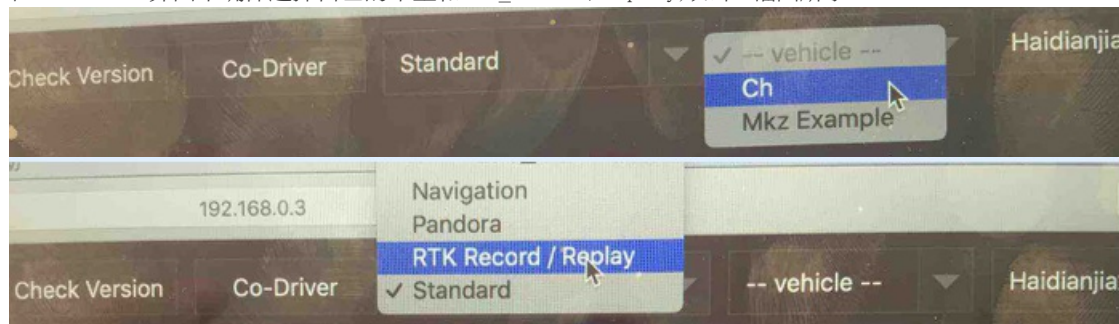 Check Version
Co-Driver
Standard
✓ -- vehicle --
Ch
Mkz Example
Haidianjia
Navigation
192.168.0.3
Pandora
RTK Record / Replay
Check Version
Co-Driver
✓ Standard
-- vehicle --
Haidianjia